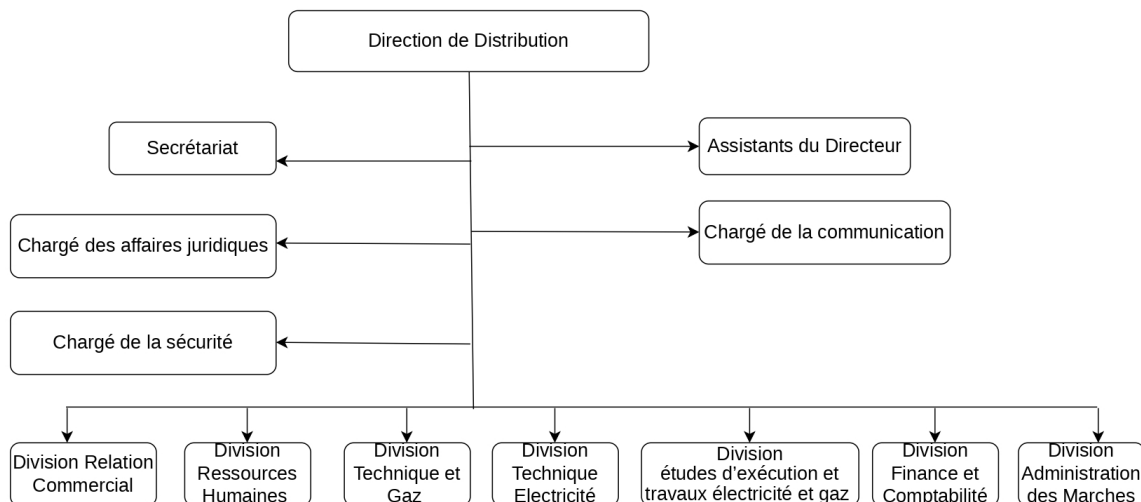 Direction de Distribution
Secrétariat
Assistants du Directeur
Chargé des affaires juridiques
Chargé de la communication
Chargé de la sécurité
Division Relation
Commercial
Division
Ressources
Humaines
Division
Technique et
Gaz
Division
Technique
Electricité
Division
études d'exécution et
travaux électricité et gaz
Division
Finance et
Comptabilité
Division
Administration
des Marches